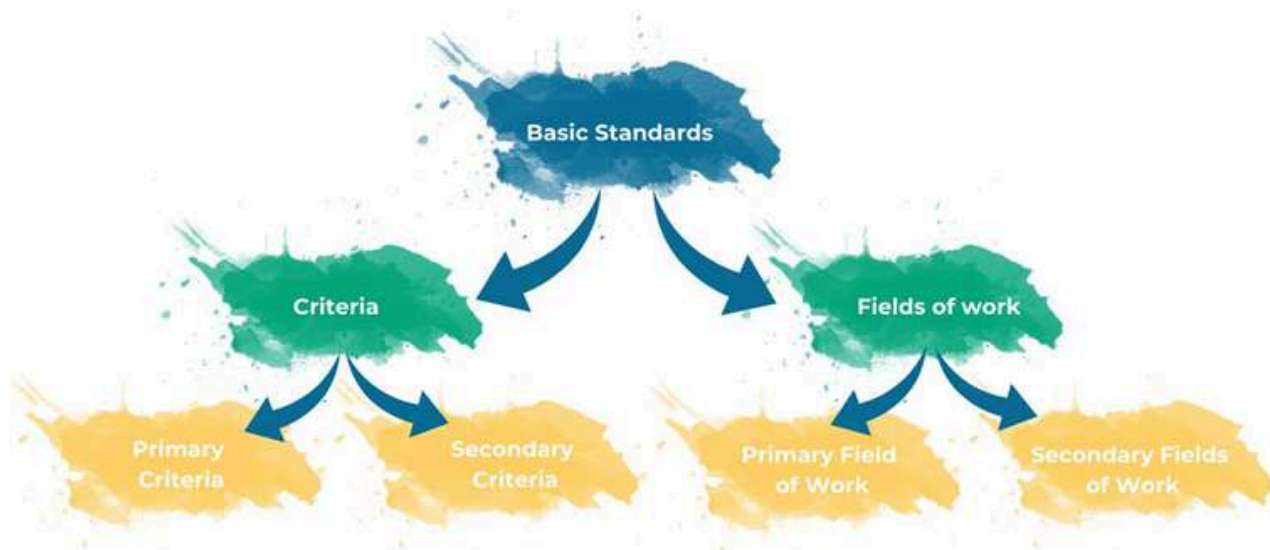 Basic Standards
Criteria
Fields of work
Primary
Criteria
Secondary
Criteria
Primary Field
of Work
Secondary Fields
of Work